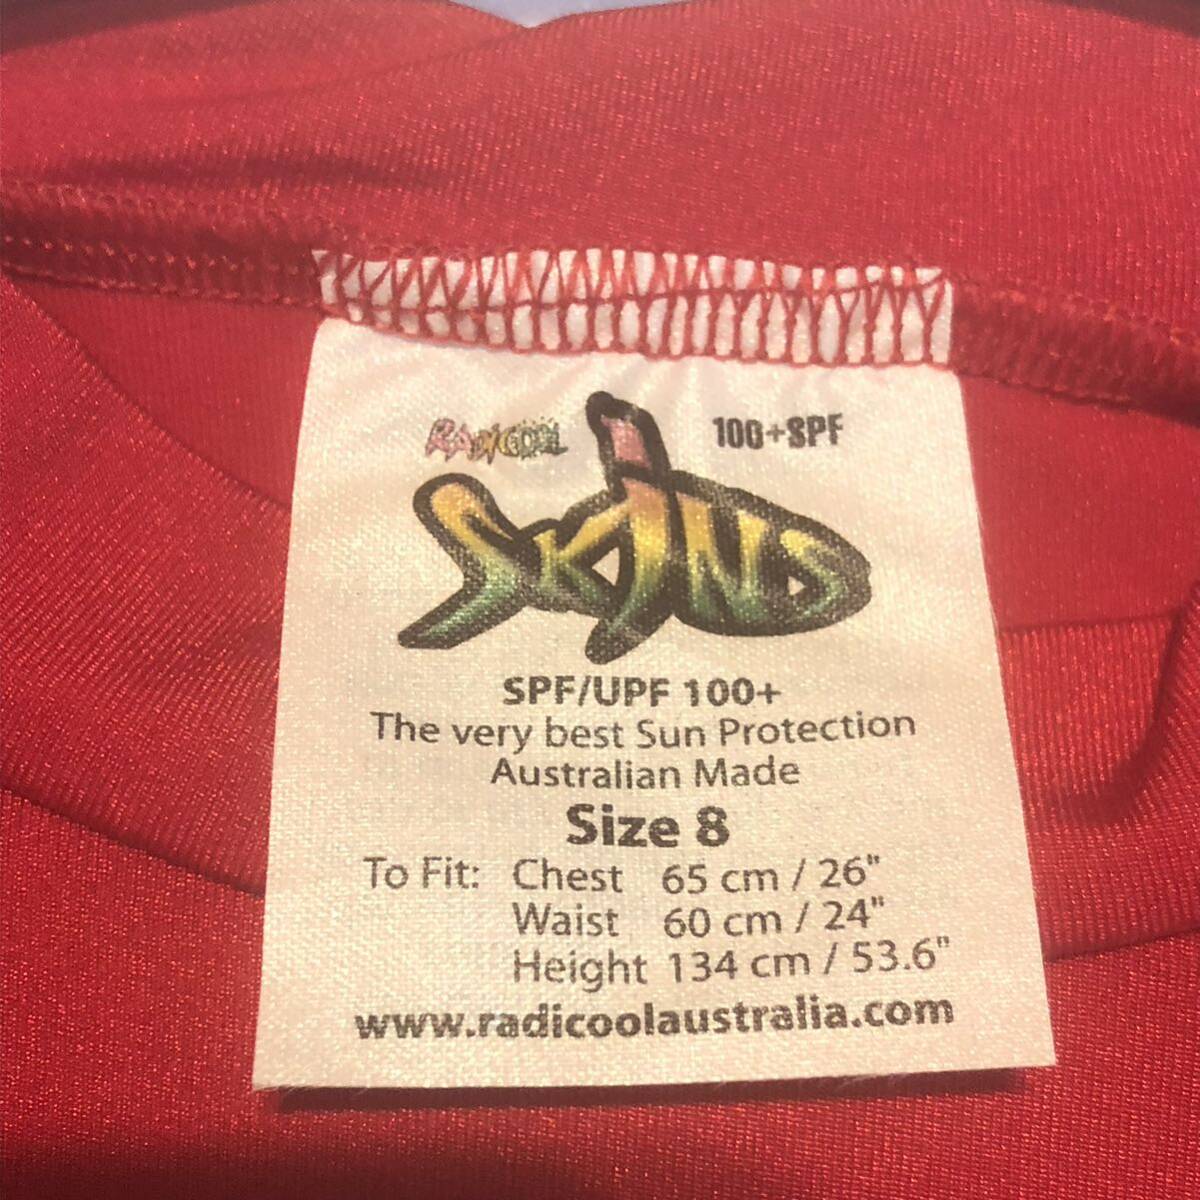 RADICOOL
100+SPF
SKINS
SPF/UPF 100+
The very best Sun Protection
Australian Made
Size 8
To Fit: Chest 65 cm / 26"
Waist 60 cm / 24"
Height 134 cm / 53.6"
www.radicoolaustralia.com